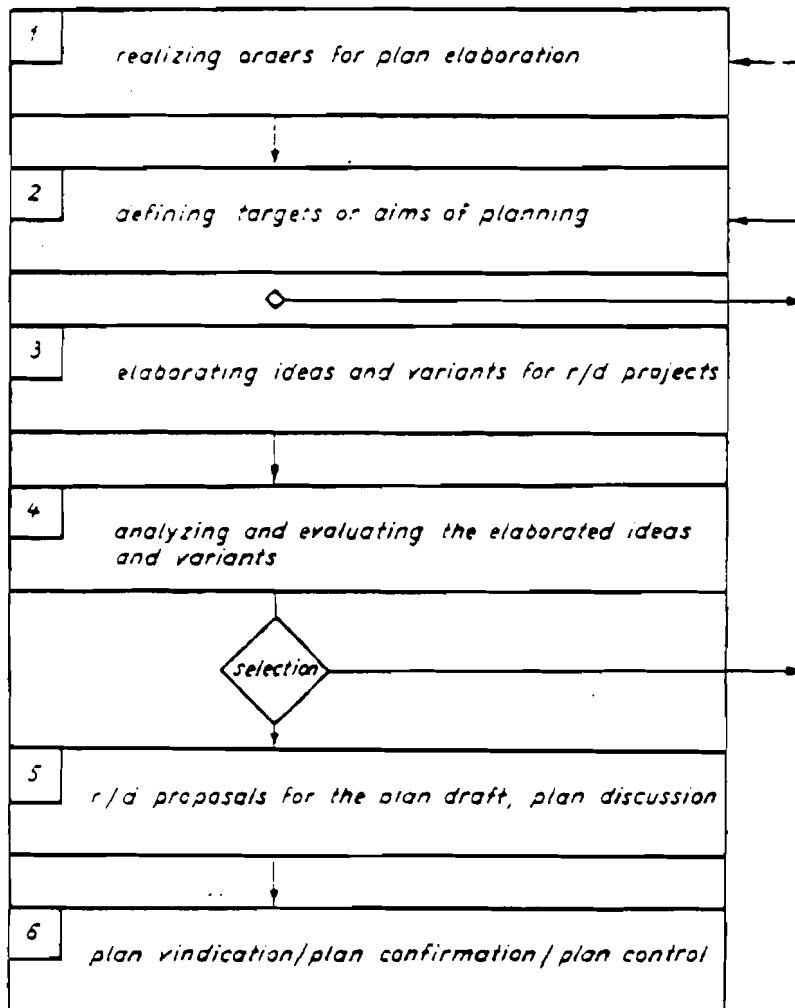 1
realizing orders for plan elaboration
2
defining targets or aims of planning
3
elaborating ideas and variants for r/d projects
4
analyzing and evaluating the elaborated ideas
and variants
selection
5
r/d proposals for the plan draft, plan discussion
6
plan vindication/plan confirmation/plan control